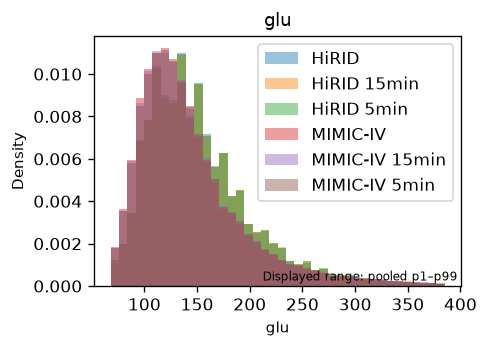 glu
HiRID
HiRID 15min
HiRID 5min
MIMIC-IV
MIMIC-IV 15min
MIMIC-IV 5min
Density
0.010
0.008
0.006
0.004
0.002
0.000
Displayed range: pooled p1–p99
100 150 200 250 300 350 400
glu